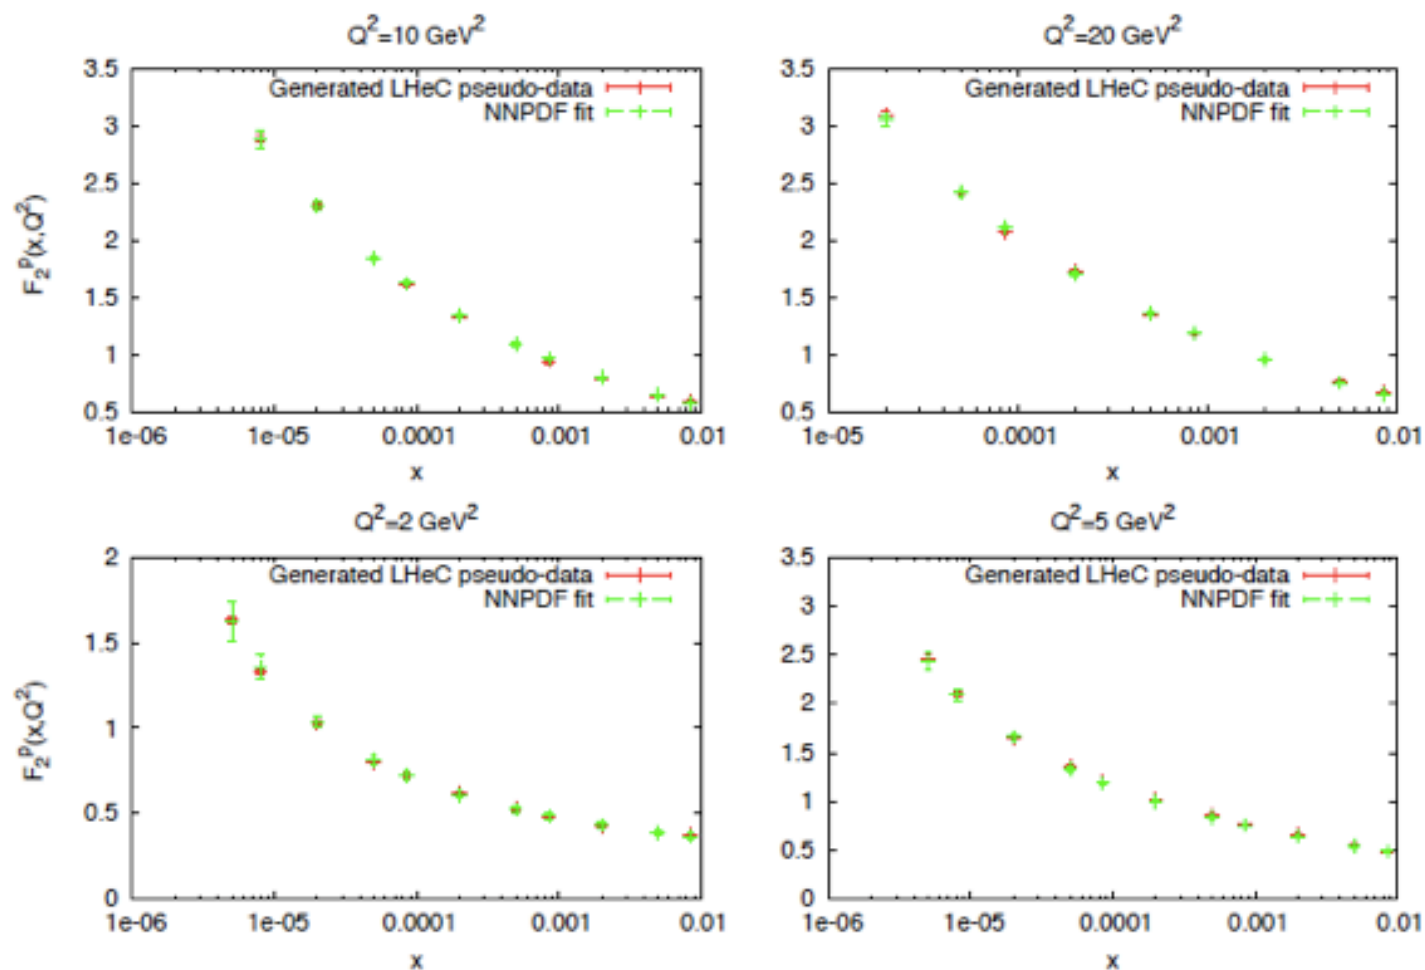 Q^2=10 GeV^2
Q^2=20 GeV^2
3.5
3
2.5
2
1.5
1
0.5
Generated LHeC pseudo-data
NNPDF fit
F_2^p(x,Q^2)
1e-06
1e-05
0.0001
0.001
0.01
x
3.5
3
2.5
2
1.5
1
0.5
Generated LHeC pseudo-data
NNPDF fit
1e-05
0.0001
0.001
0.01
x
Q^2=2 GeV^2
Q^2=5 GeV^2
2
1.5
1
0.5
0
Generated LHeC pseudo-data
NNPDF fit
F_2^p(x,Q^2)
1e-06
1e-05
0.0001
0.001
0.01
x
3.5
3
2.5
2
1.5
1
0.5
0
Generated LHeC pseudo-data
NNPDF fit
1e-06
1e-05
0.0001
0.001
0.01
x